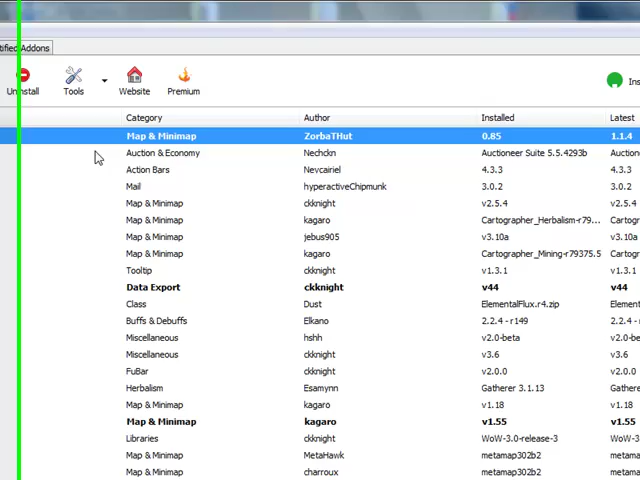 tified Addons
Uninstall Tools Website Premium Ins
Category Author Installed Latest
Map & Minimap ZorbaTHut 0.85 1.1.4
Auction & Economy Nechckn Auctioneer Suite 5.5.4293b Auction
Action Bars Nevcairiel 4.3.3 4.3.3
Mail hyperactiveChipmunk 3.0.2 3.0.2
Map & Minimap ckknight v2.5.4 v2.5.4
Map & Minimap kagaro Cartographer_Herbalism-r79... Cartogr
Map & Minimap jebus905 v3.10a v3.10a
Map & Minimap kagaro Cartographer_Mining-r79375.5 Cartogr
Tooltip ckknight v1.3.1 v1.3.1
Data Export ckknight v44 v44
Class Dust ElementalFlux.r4.zip Element
Buffs & Debuffs Elkano 2.2.4 - r149 2.2.4 - r
Miscellaneous hshh v2.0-beta v2.0-be
Miscellaneous ckknight v3.6 v3.6
FuBar ckknight v2.0.0 v2.0.0
Herbalism Esamynn Gatherer 3.1.13 Gathere
Map & Minimap kagaro v1.18 v1.18
Map & Minimap kagaro v1.55 v1.55
Libraries ckknight WoW-3.0-release-3 WoW-3.
Map & Minimap MetaHawk metamap302b2 metama
Map & Minimap charroux metamap302b2 metama